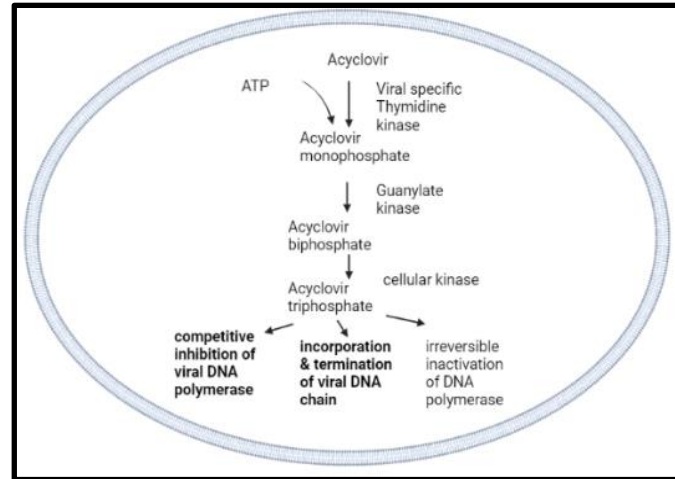 Acyclovir
ATP
Viral specific
Thymidine
kinase
Acyclovir
monophosphate
Guanylate
kinase
Acyclovir
biphosphate
cellular kinase
Acyclovir
triphosphate
competitive
inhibition of
viral DNA
polymerase
incorporation
& termination
of viral DNA
chain
irreversible
inactivation
of DNA
polymerase